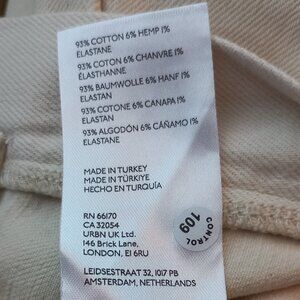 93% COTTON 6% HEMP 1%
ELASTANE
93% COTON 6% CHANVRE 1%
ÉLASTHANNE
93% BAUMWOLLE 6% HANF 1%
ELASTAN
93% COTONE 6% CANAPA 1%
ELASTAN
93% ALGODÓN 6% CÁÑAMO 1%
ELASTANE
MADE IN TURKEY
MADE IN TÜRKIYE
HECHO EN TURQUÍA
RN 66170
CA 32054
URBN UK Ltd.
146 Brick Lane,
LONDON, E1 6RU
LEIDSESTRAAT 32, 1017 PB
AMSTERDAM, NETHERLANDS
CONTROL
109